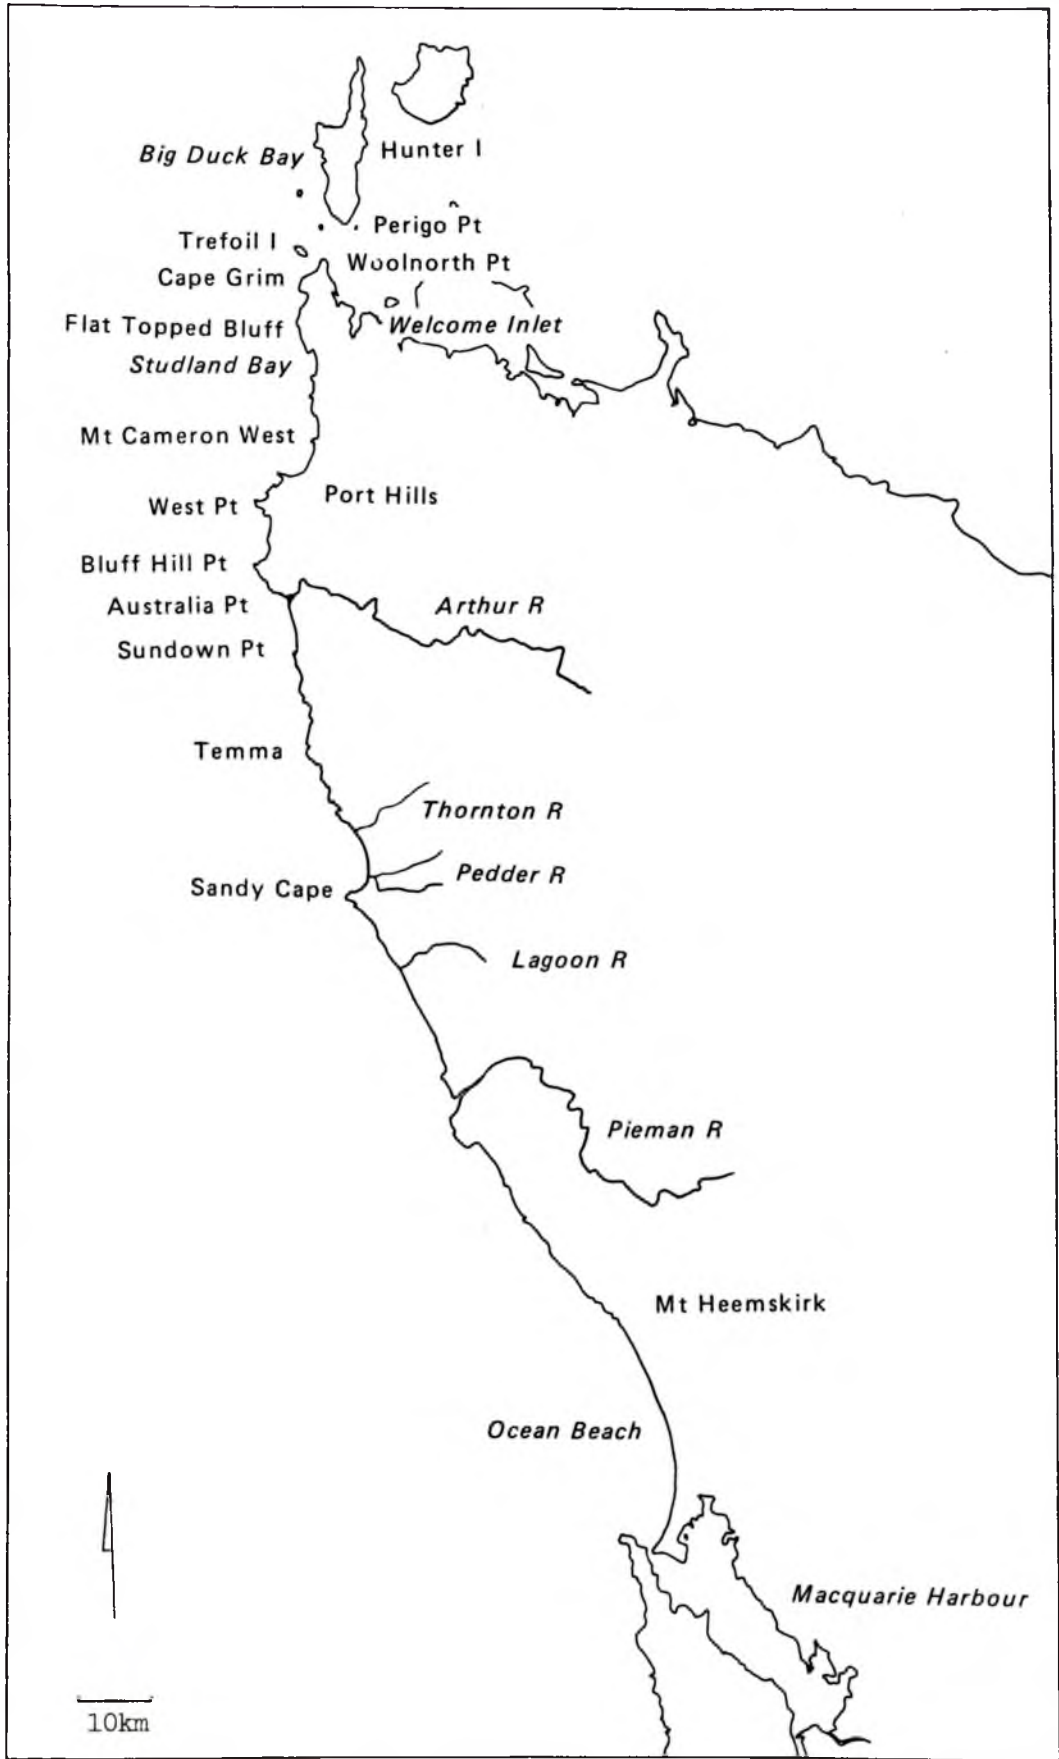 Big Duck Bay
Hunter I
Perigo Pt
Trefoil I
Woolnorth Pt
Cape Grim
Flat Topped Bluff
Welcome Inlet
Studland Bay
Mt Cameron West
Port Hills
West Pt
Bluff Hill Pt
Australia Pt
Arthur R
Sundown Pt
Temma
Thornton R
Pedder R
Sandy Cape
Lagoon R
Pieman R
Mt Heemskirk
Ocean Beach
Macquarie Harbour
10km